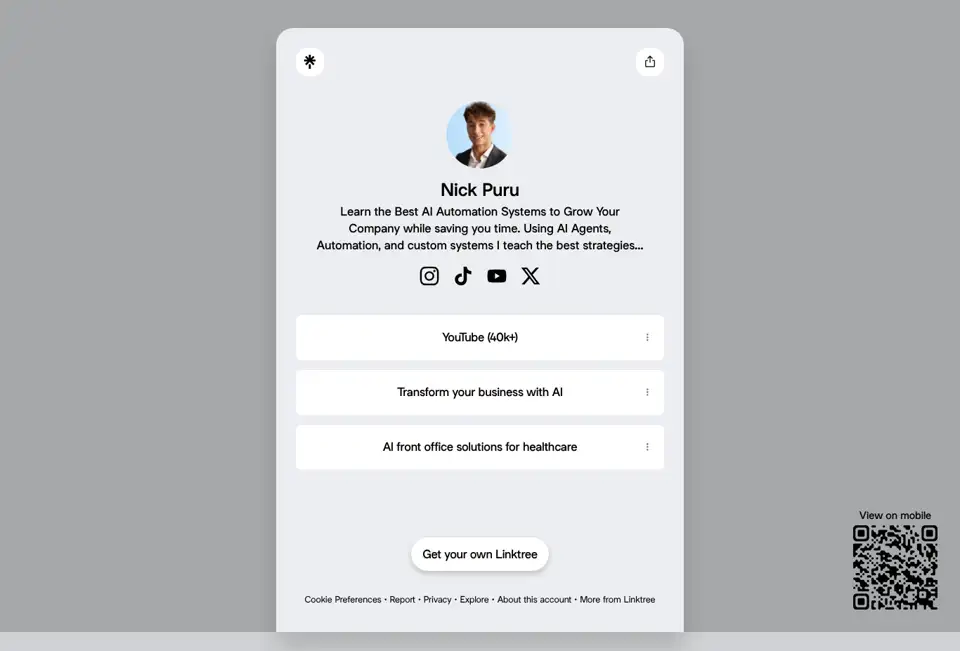 Nick Puru
Learn the Best AI Automation Systems to Grow Your
Company while saving you time. Using AI Agents,
Automation, and custom systems I teach the best strategies...
YouTube (40k+)
Transform your business with AI
AI front office solutions for healthcare
View on mobile
Get your own Linktree
Cookie Preferences • Report • Privacy • Explore • About this account • More from Linktree